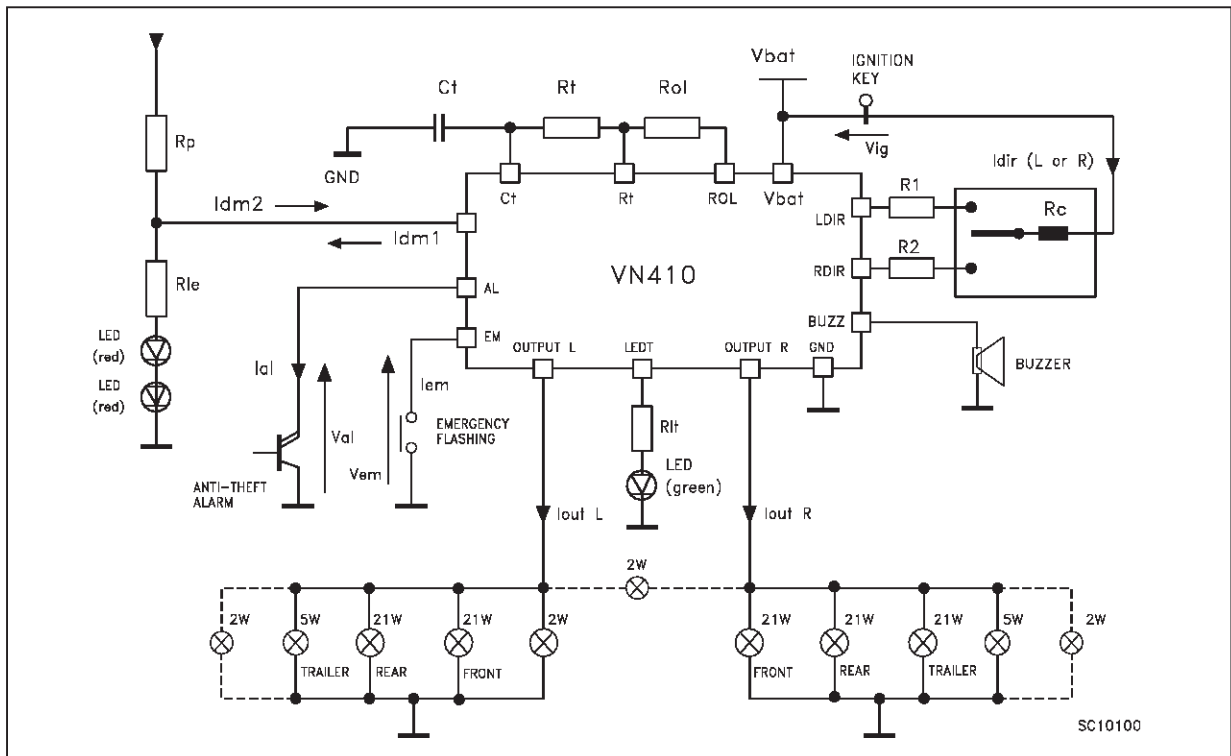 Vbat
IGNITION
KEY
Ct
Rt
Rol
Rp
Vig
GND
Idir (L or R)
Idm2
Ct
Rt
ROL
Vbat
LDIR
R1
Rc
Idm1
R2
RDIR
VN410
Rle
AL
BUZZ
EM
OUTPUT L
LEDT
OUTPUT R
GND
BUZZER
LED
(red)
LED
(red)
Ial
Iem
Val
EMERGENCY
FLASHING
Vem
Rlt
LED
(green)
ANTI-THEFT
ALARM
Iout L
Iout R
2W
2W
5W
21W
21W
2W
21W
21W
21W
5W
2W
TRAILER
REAR
FRONT
FRONT
REAR
TRAILER
SC10100